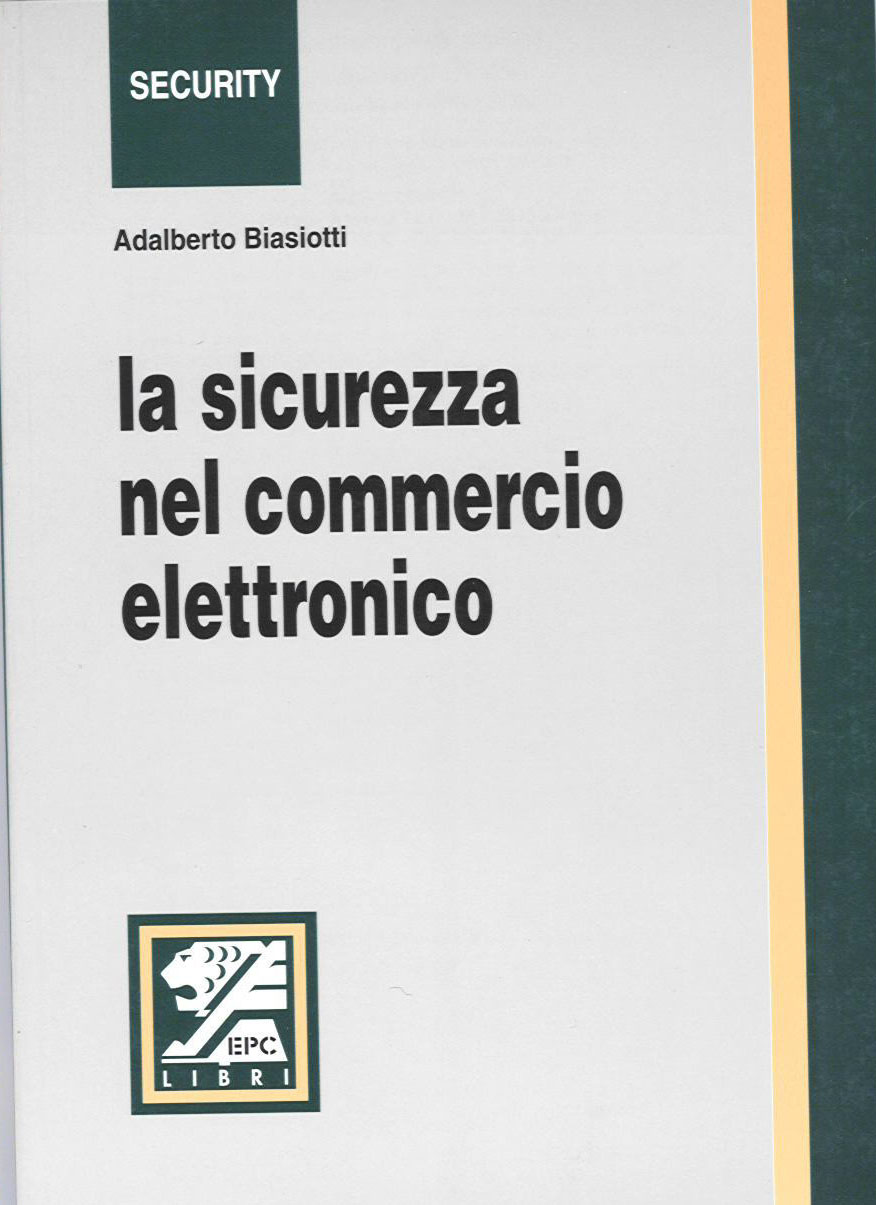 SECURITY
Adalberto Biasiotti
la sicurezza
nel commercio
elettronico
EPC
LIBRI